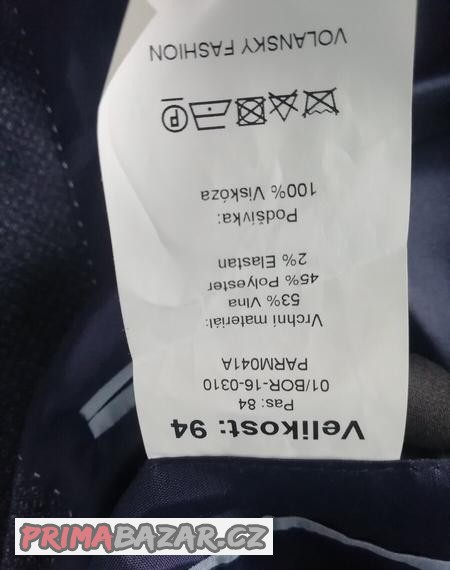 Velikost: 94
Pas: 84
01/BOR-16-0310
PARM041A
Vrchní materiál:
53% Vlna
45% Polyester
2% Elastan
Podšívka:
100% Viskóza
P
VOLANSKY FASHION
PRIMABAZAR.CZ